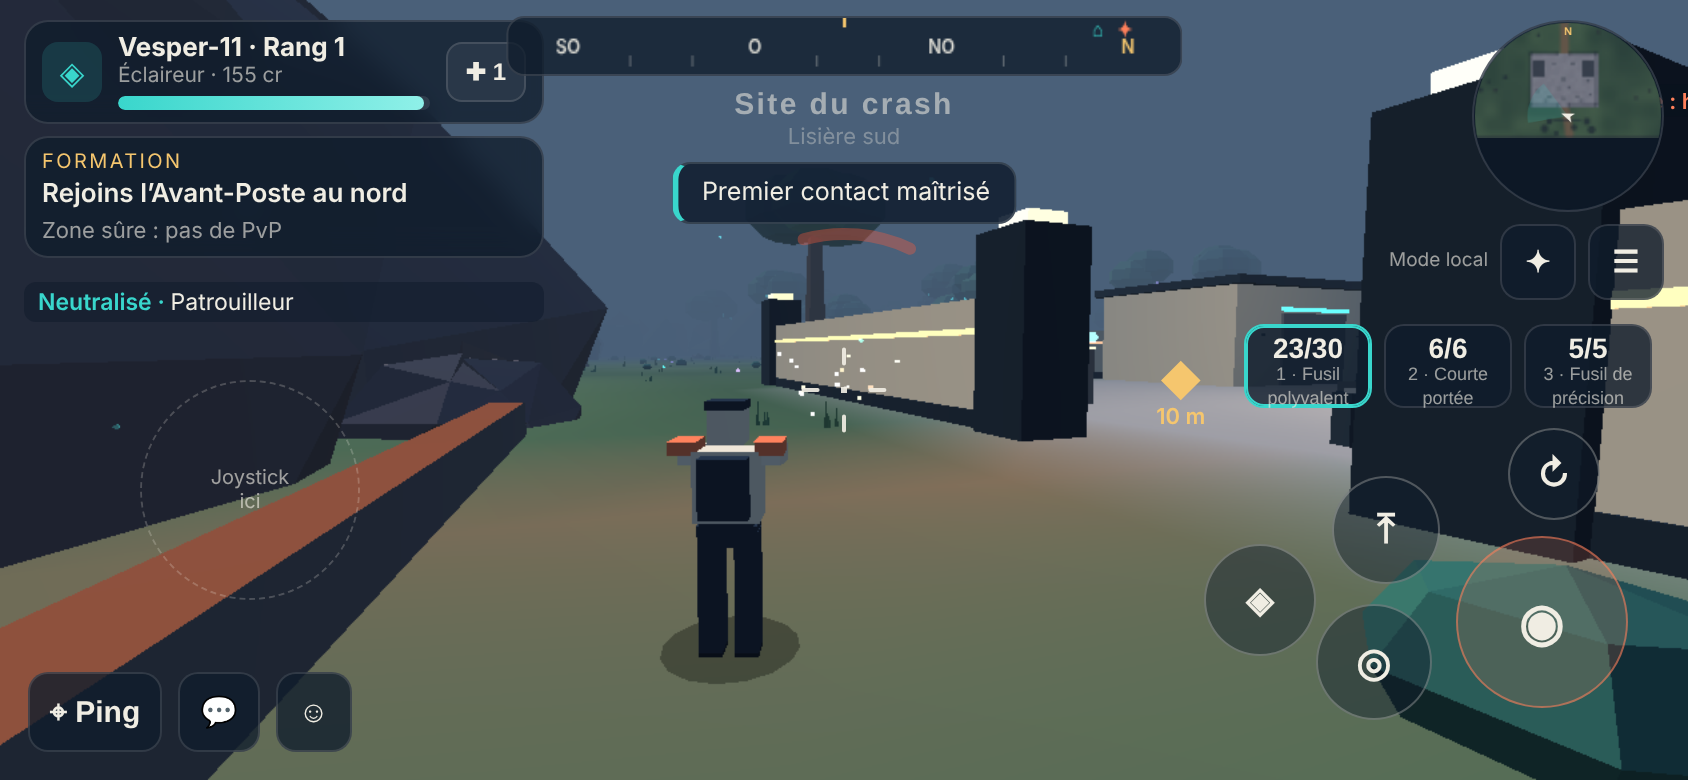 Vesper-11 · Rang 1
Éclaireur · 155 cr
✚ 1
SO O NO N
Site du crash
Lisière sud
Premier contact maîtrisé
FORMATION
Rejoins l’Avant-Poste au nord
Zone sûre : pas de PvP
Neutralisé · Patrouilleur
N
Mode local
23/30
1 · Fusil
polyvalent
6/6
2 · Courte
portée
5/5
3 · Fusil de
précision
10 m
Joystick
ici
Ping